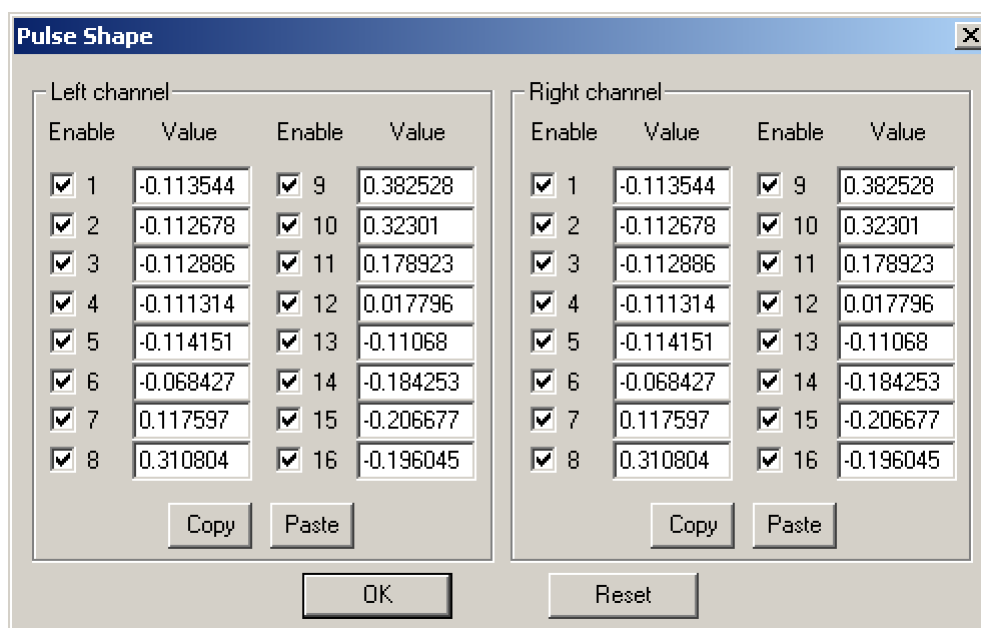 Pulse Shape
Left channel
Enable Value Enable Value
1 -0.113544 9 0.382528
2 -0.112678 10 0.32301
3 -0.112886 11 0.178923
4 -0.111314 12 0.017796
5 -0.114151 13 -0.11068
6 -0.068427 14 -0.184253
7 0.117597 15 -0.206677
8 0.310804 16 -0.196045
Copy Paste
Right channel
Enable Value Enable Value
1 -0.113544 9 0.382528
2 -0.112678 10 0.32301
3 -0.112886 11 0.178923
4 -0.111314 12 0.017796
5 -0.114151 13 -0.11068
6 -0.068427 14 -0.184253
7 0.117597 15 -0.206677
8 0.310804 16 -0.196045
Copy Paste
OK Reset